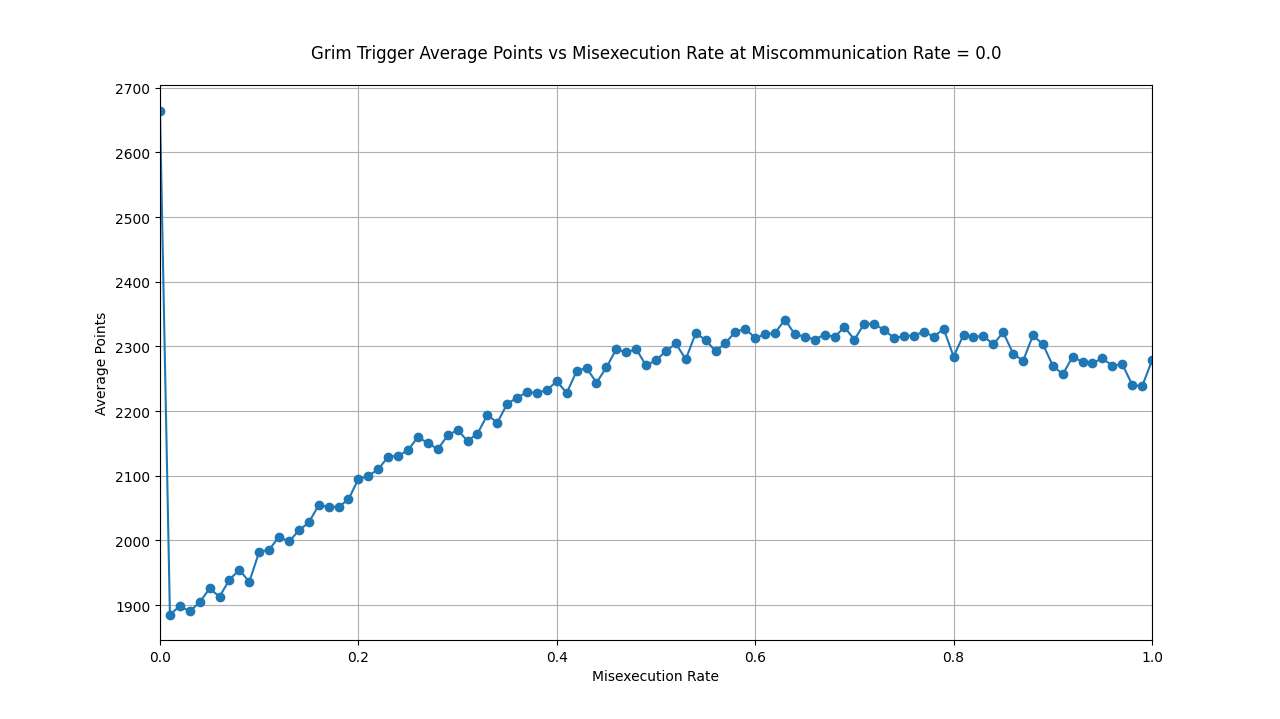 Grim Trigger Average Points vs Misexecution Rate at Miscommunication Rate = 0.0
2700
2600
2500
2400
2300
2200
2100
2000
1900
Average Points
0.0 0.2 0.4 0.6 0.8 1.0
Misexecution Rate